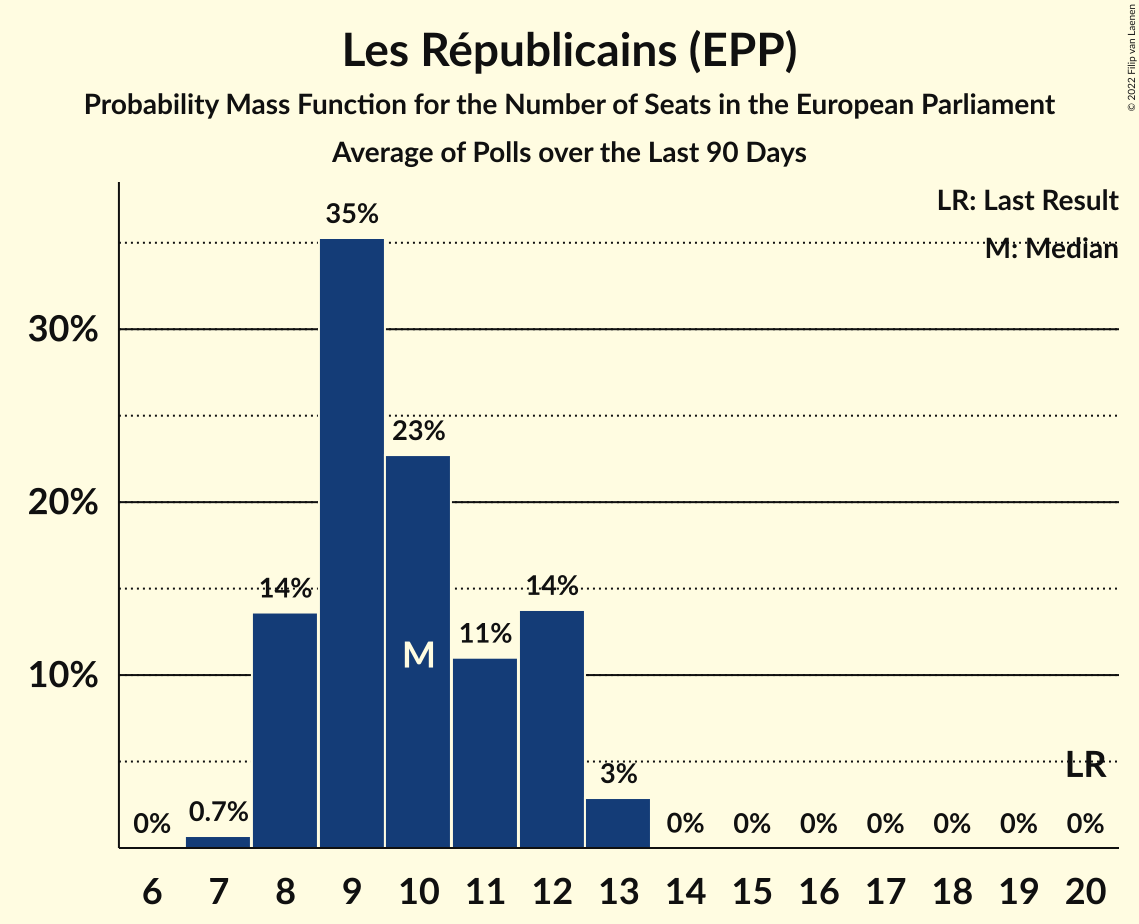 Les Républicains (EPP)
Probability Mass Function for the Number of Seats in the European Parliament
Average of Polls over the Last 90 Days
© 2022 Filip van Laenen
LR: Last Result
M: Median
35%
30%
23%
20%
14%
14%
11%
M
10%
LR
3%
0.7%
0%
0%
0%
0%
0%
0%
0%
0%
6 7 8 9 10 11 12 13 14 15 16 17 18 19 20